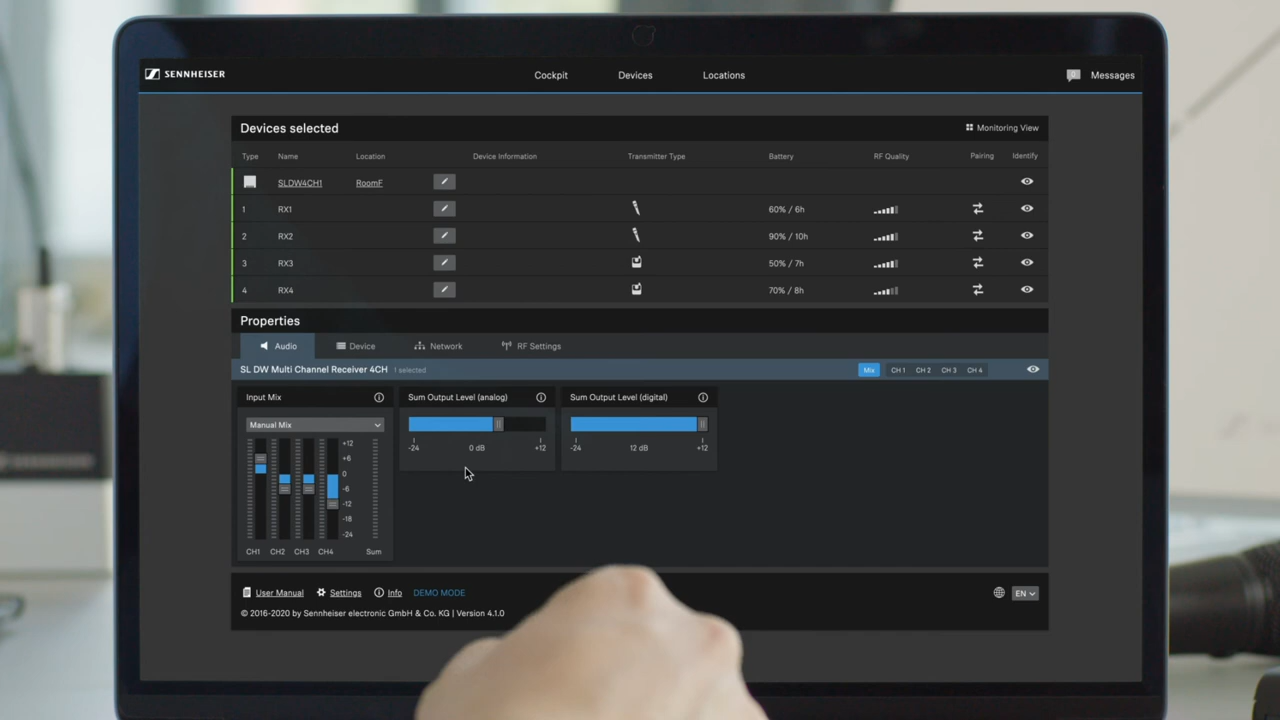 SENNHEISER
Cockpit Devices Locations
0 Messages
Devices selected
Monitoring View
Type Name Location Device Information Transmitter Type Battery RF Quality Pairing Identify
SLDW4CH1 RoomF
1 RX1 60% / 6h
2 RX2 90% / 10h
3 RX3 50% / 7h
4 RX4 70% / 8h
Properties
Audio Device Network RF Settings
SL DW Multi Channel Receiver 4CH 1 selected Mix CH 1 CH 2 CH 3 CH 4
Input Mix
Manual Mix
+12
+6
0
-6
-12
-18
-24
CH1 CH2 CH3 CH4 Sum
Sum Output Level (analog)
-24 0 dB +12
Sum Output Level (digital)
-24 12 dB +12
User Manual Settings Info DEMO MODE
EN
© 2016-2020 by Sennheiser electronic GmbH & Co. KG | Version 4.1.0